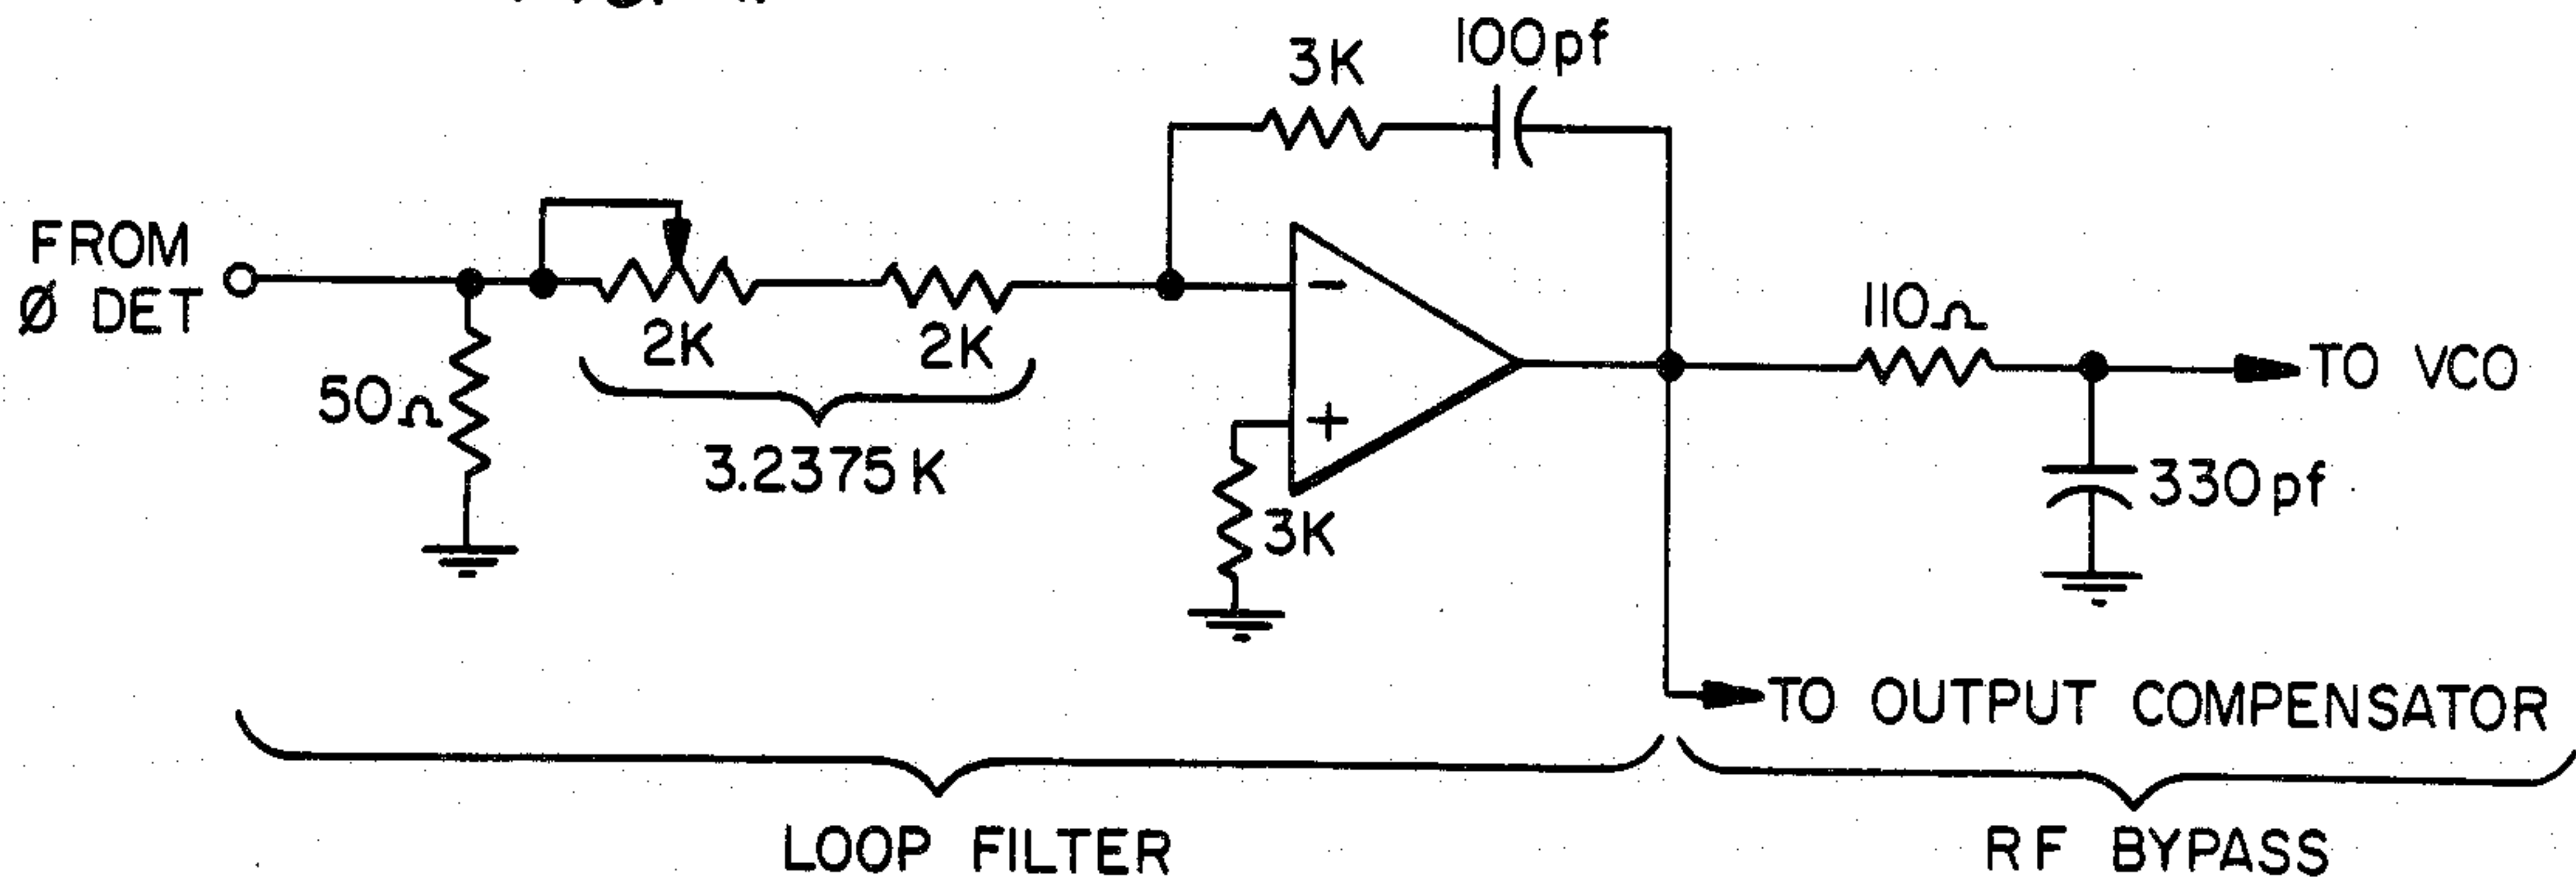 3K
100pf
FROM
Ø DET
2K
2K
3.2375K
50Ω
-
+
3K
110Ω
TO VCO
330pf
TO OUTPUT COMPENSATOR
LOOP FILTER
RF BYPASS